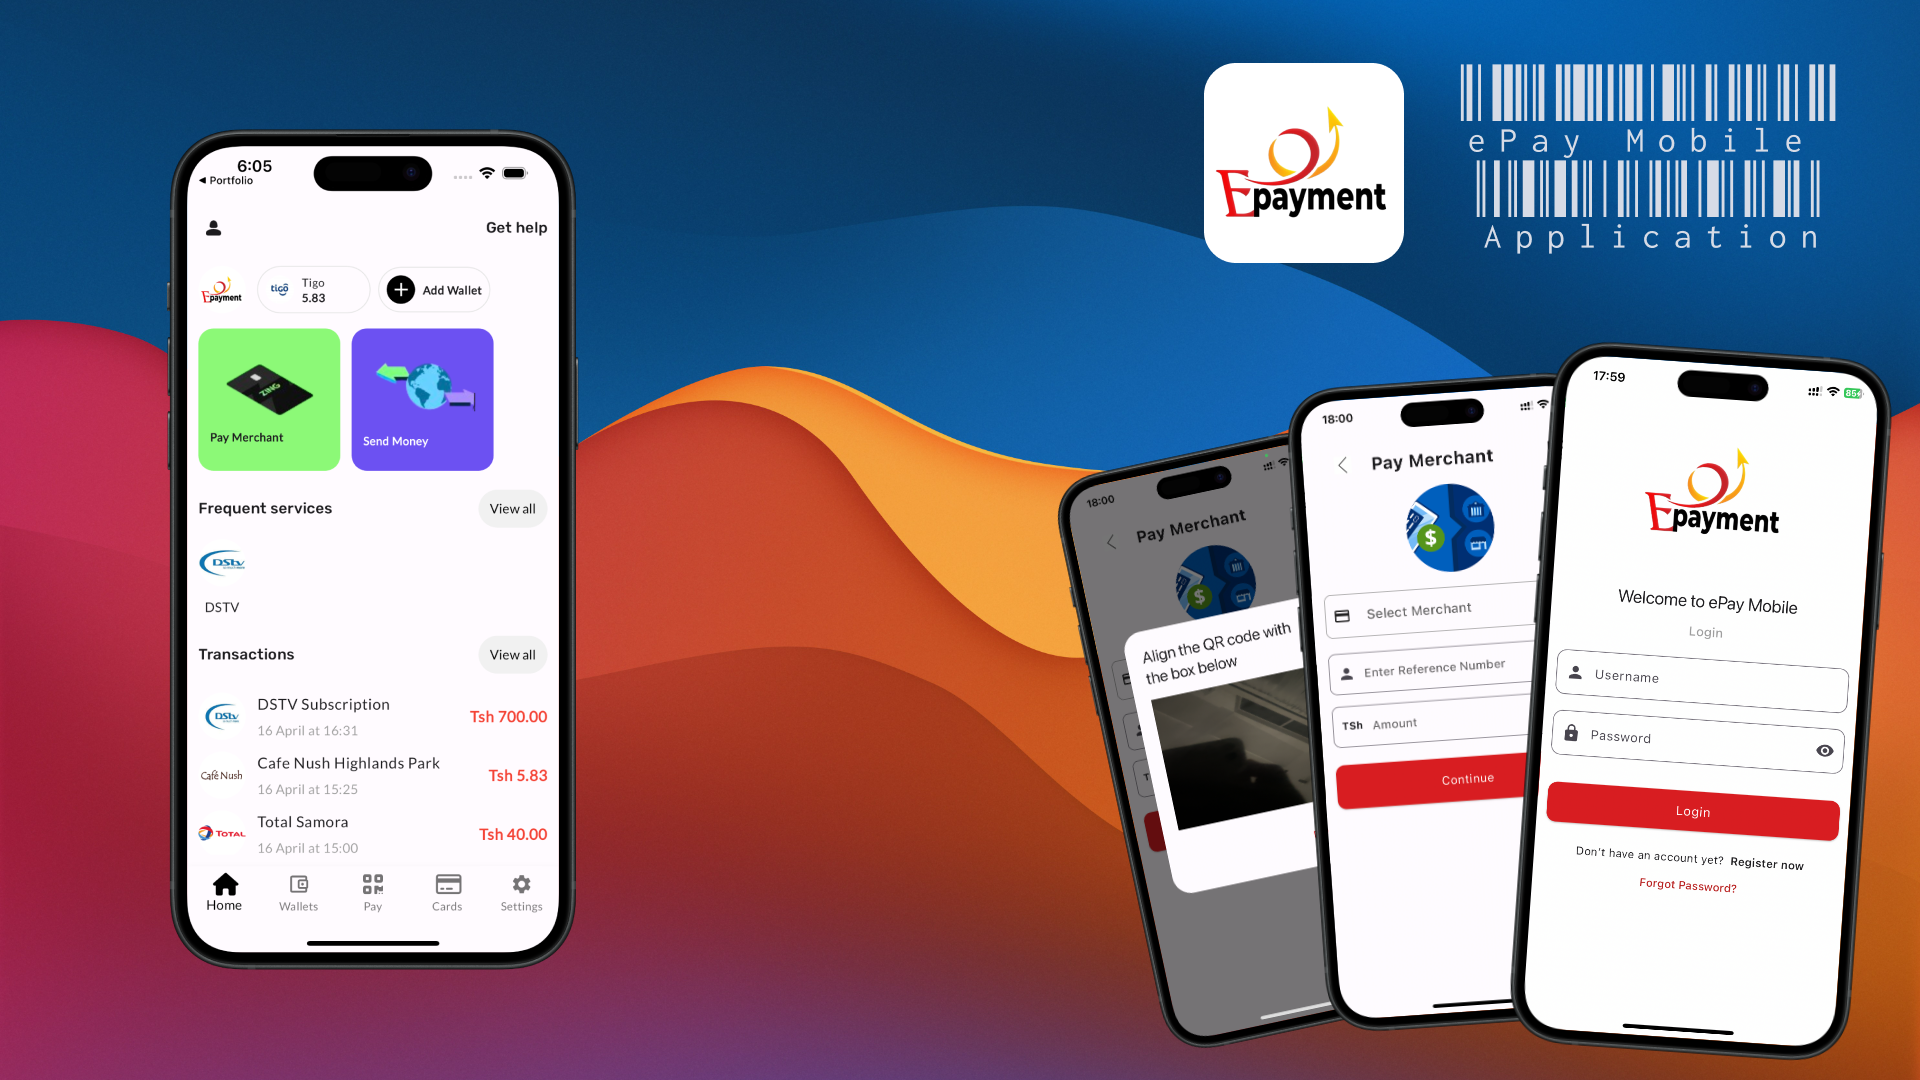 6:05
◀ Portfolio
Get help
Epayment
tigo
Tigo
5.83
Add Wallet
ZING
Pay Merchant
Send Money
Frequent services
View all
DStv
DSTV
Transactions
View all
DStv
DSTV Subscription
Tsh 700.00
16 April at 16:31
Café Nush
Cafe Nush Highlands Park
Tsh 5.83
16 April at 15:25
TOTAL
Total Samora
Tsh 40.00
16 April at 15:00
Home
Wallets
Pay
Cards
Settings
Epayment
ePay Mobile
Application
18:00
Pay Merchant
$
Align the QR code with
the box below
18:00
Pay Merchant
$
Select Merchant
Enter Reference Number
TSh Amount
Continue
17:59
85
Epayment
Welcome to ePay Mobile
Login
Username
Password
Login
Don't have an account yet? Register now
Forgot Password?